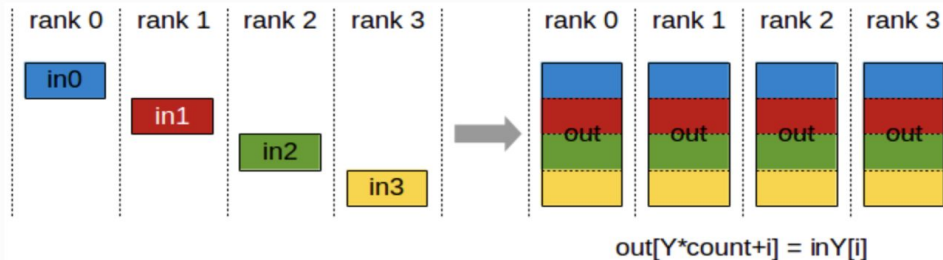 rank 0 rank 1 rank 2 rank 3 rank 0 rank 1 rank 2 rank 3
in0
in1
out out out out
in2
in3
out[Y*count+i] = inY[i]